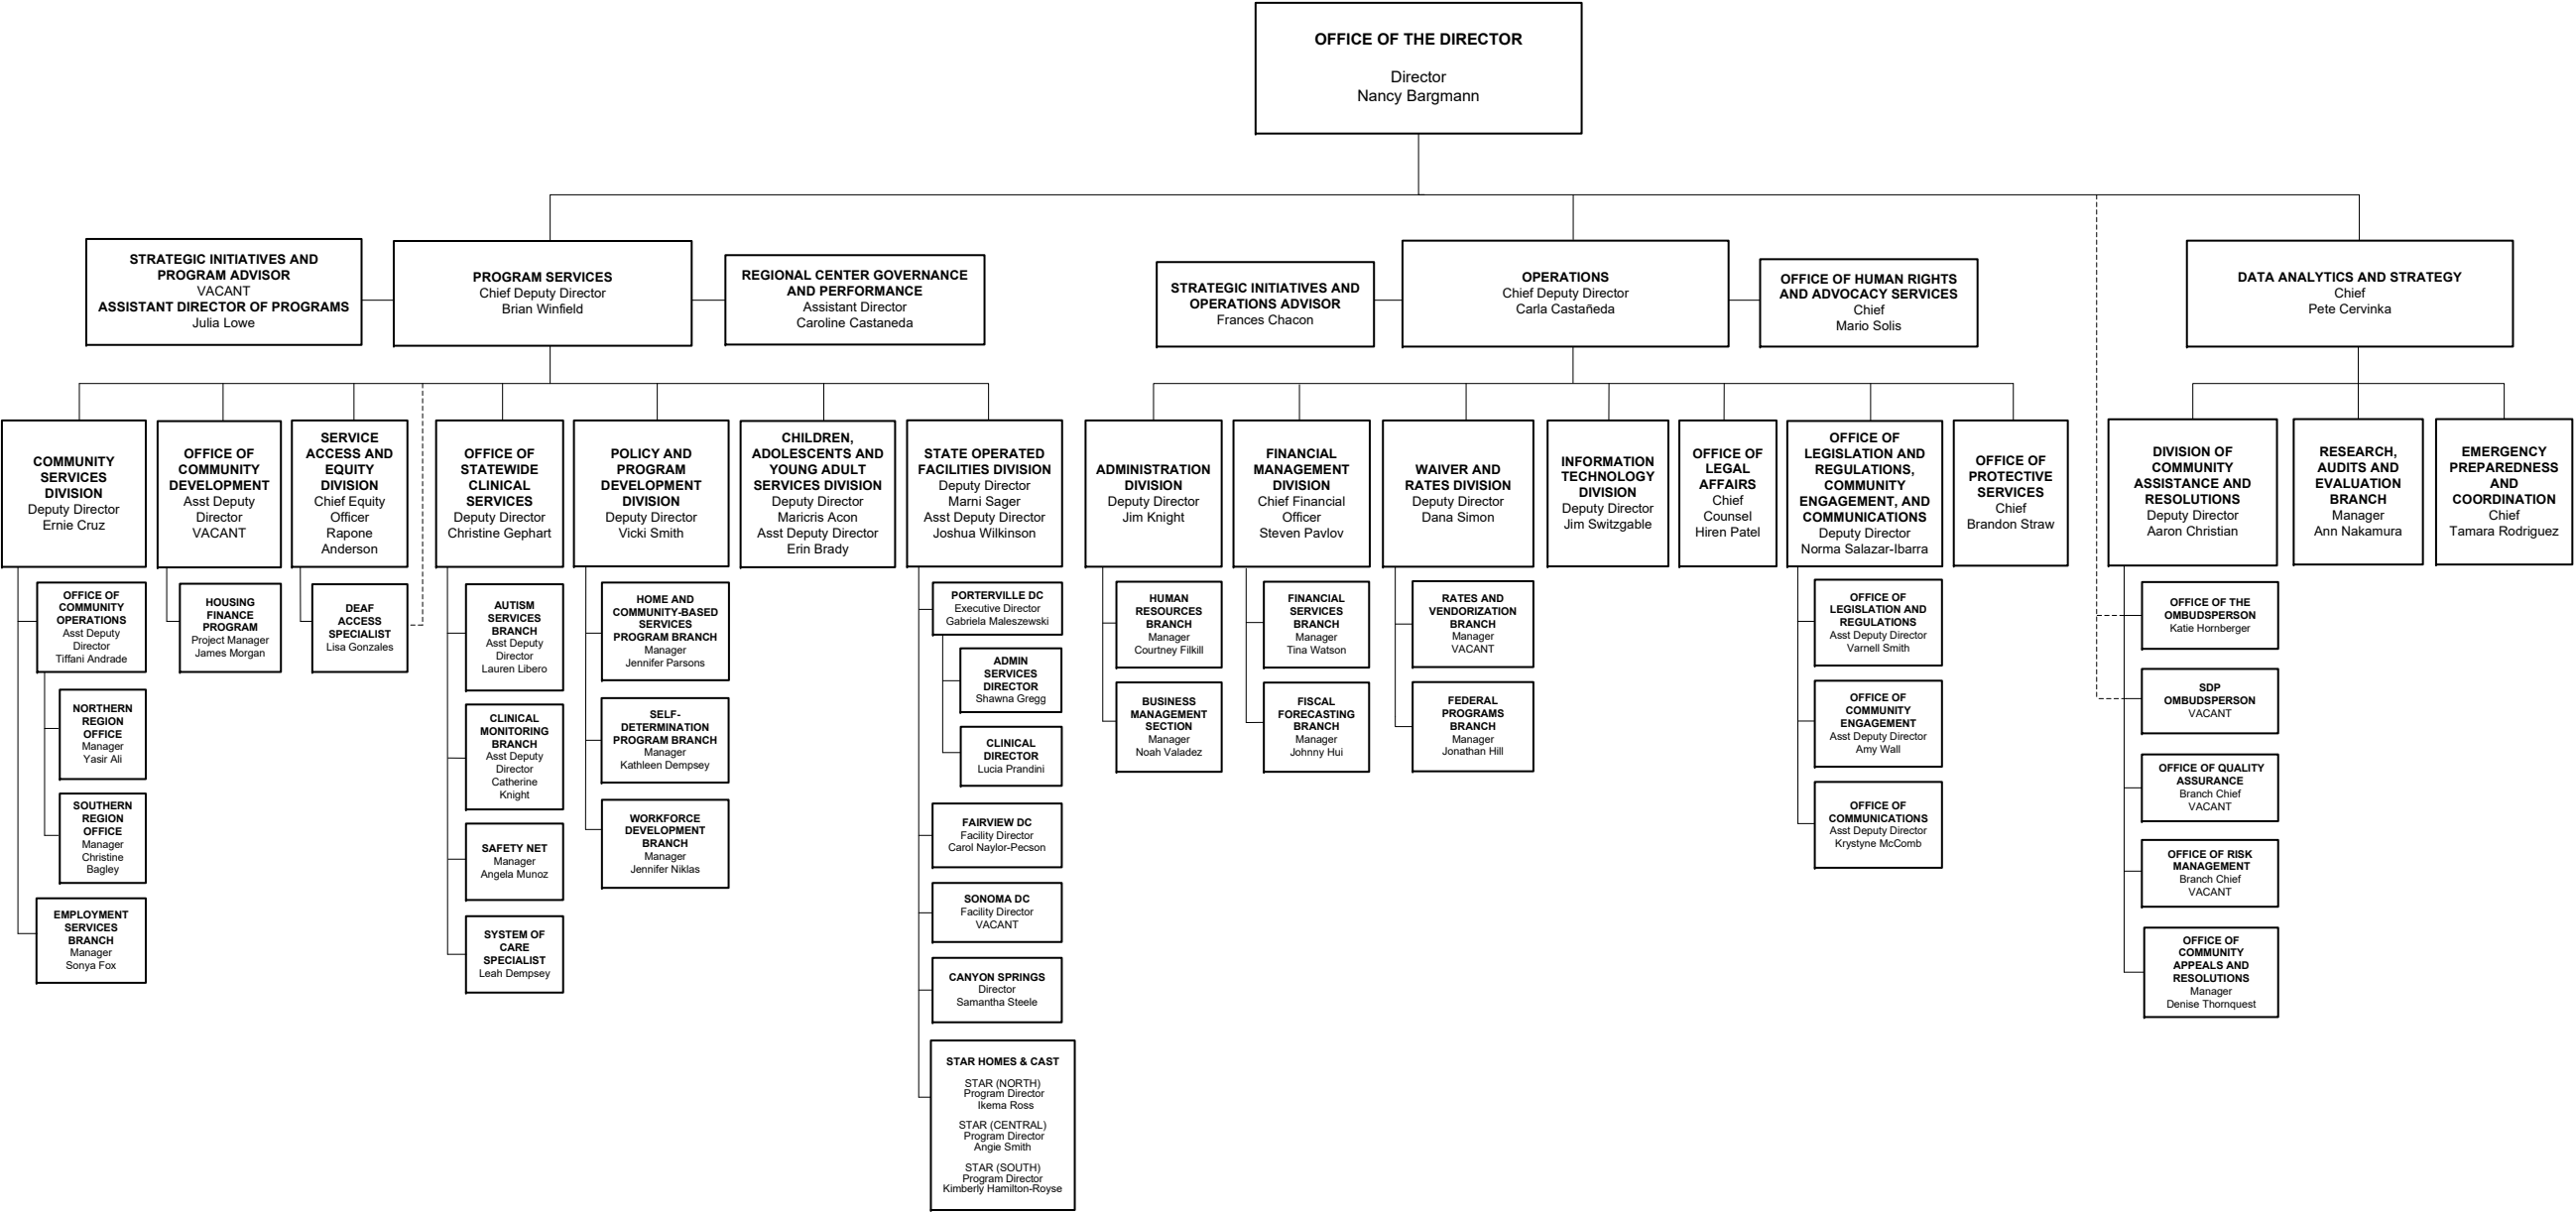 OFFICE OF THE DIRECTOR
Director
Nancy Bargmann
STRATEGIC INITIATIVES AND
PROGRAM ADVISOR
VACANT
ASSISTANT DIRECTOR OF PROGRAMS
Julia Lowe
PROGRAM SERVICES
Chief Deputy Director
Brian Winfield
REGIONAL CENTER GOVERNANCE
AND PERFORMANCE
Assistant Director
Caroline Castaneda
STRATEGIC INITIATIVES AND
OPERATIONS ADVISOR
Frances Chacon
OPERATIONS
Chief Deputy Director
Carla Castañeda
OFFICE OF HUMAN RIGHTS
AND ADVOCACY SERVICES
Chief
Mario Solis
DATA ANALYTICS AND STRATEGY
Chief
Pete Cervinka
COMMUNITY
SERVICES
DIVISION
Deputy Director
Ernie Cruz
OFFICE OF
COMMUNITY
OPERATIONS
Asst Deputy
Director
Tiffani Andrade
NORTHERN
REGION
OFFICE
Manager
Yasir Ali
SOUTHERN
REGION
OFFICE
Manager
Christine
Bagley
EMPLOYMENT
SERVICES
BRANCH
Manager
Sonya Fox
OFFICE OF
COMMUNITY
DEVELOPMENT
Asst Deputy
Director
VACANT
HOUSING
FINANCE
PROGRAM
Project Manager
James Morgan
SERVICE
ACCESS AND
EQUITY
DIVISION
Chief Equity
Officer
Rapone
Anderson
DEAF
ACCESS
SPECIALIST
Lisa Gonzales
OFFICE OF
STATEWIDE
CLINICAL
SERVICES
Deputy Director
Christine Gephart
AUTISM
SERVICES
BRANCH
Asst Deputy
Director
Lauren Libero
CLINICAL
MONITORING
BRANCH
Asst Deputy
Director
Catherine
Knight
SAFETY NET
Manager
Angela Munoz
SYSTEM OF
CARE
SPECIALIST
Leah Dempsey
POLICY AND
PROGRAM
DEVELOPMENT
DIVISION
Deputy Director
Vicki Smith
HOME AND
COMMUNITY-BASED
SERVICES
PROGRAM BRANCH
Manager
Jennifer Parsons
SELF-
DETERMINATION
PROGRAM BRANCH
Manager
Kathleen Dempsey
WORKFORCE
DEVELOPMENT
BRANCH
Manager
Jennifer Niklas
CHILDREN,
ADOLESCENTS AND
YOUNG ADULT
SERVICES DIVISION
Deputy Director
Maricris Acon
Asst Deputy Director
Erin Brady
STATE OPERATED
FACILITIES DIVISION
Deputy Director
Marni Sager
Asst Deputy Director
Joshua Wilkinson
PORTERVILLE DC
Executive Director
Gabriela Maleszewski
ADMIN
SERVICES
DIRECTOR
Shawna Gregg
CLINICAL
DIRECTOR
Lucia Prandini
FAIRVIEW DC
Facility Director
Carol Naylor-Pecson
SONOMA DC
Facility Director
VACANT
CANYON SPRINGS
Director
Samantha Steele
STAR HOMES & CAST
STAR (NORTH)
Program Director
Ikema Ross
STAR (CENTRAL)
Program Director
Angie Smith
STAR (SOUTH)
Program Director
Kimberly Hamilton-Royse
ADMINISTRATION
DIVISION
Deputy Director
Jim Knight
HUMAN
RESOURCES
BRANCH
Manager
Courtney Filkill
BUSINESS
MANAGEMENT
SECTION
Manager
Noah Valadez
FINANCIAL
MANAGEMENT
DIVISION
Chief Financial
Officer
Steven Pavlov
FINANCIAL
SERVICES
BRANCH
Manager
Tina Watson
FISCAL
FORECASTING
BRANCH
Manager
Johnny Hui
WAIVER AND
RATES DIVISION
Deputy Director
Dana Simon
RATES AND
VENDORIZATION
BRANCH
Manager
VACANT
FEDERAL
PROGRAMS
BRANCH
Manager
Jonathan Hill
INFORMATION
TECHNOLOGY
DIVISION
Deputy Director
Jim Switzgable
OFFICE OF
LEGAL
AFFAIRS
Chief
Counsel
Hiren Patel
OFFICE OF
LEGISLATION AND
REGULATIONS,
COMMUNITY
ENGAGEMENT, AND
COMMUNICATIONS
Deputy Director
Norma Salazar-Ibarra
OFFICE OF
LEGISLATION AND
REGULATIONS
Asst Deputy Director
Varnell Smith
OFFICE OF
COMMUNITY
ENGAGEMENT
Asst Deputy Director
Amy Wall
OFFICE OF
COMMUNICATIONS
Asst Deputy Director
Krystyne McComb
OFFICE OF
PROTECTIVE
SERVICES
Chief
Brandon Straw
DIVISION OF
COMMUNITY
ASSISTANCE AND
RESOLUTIONS
Deputy Director
Aaron Christian
OFFICE OF THE
OMBUDSPERSON
Katie Hornberger
SDP
OMBUDSPERSON
VACANT
OFFICE OF QUALITY
ASSURANCE
Branch Chief
VACANT
OFFICE OF RISK
MANAGEMENT
Branch Chief
VACANT
OFFICE OF
COMMUNITY
APPEALS AND
RESOLUTIONS
Manager
Denise Thornquest
RESEARCH,
AUDITS AND
EVALUATION
BRANCH
Manager
Ann Nakamura
EMERGENCY
PREPAREDNESS
AND
COORDINATION
Chief
Tamara Rodriguez